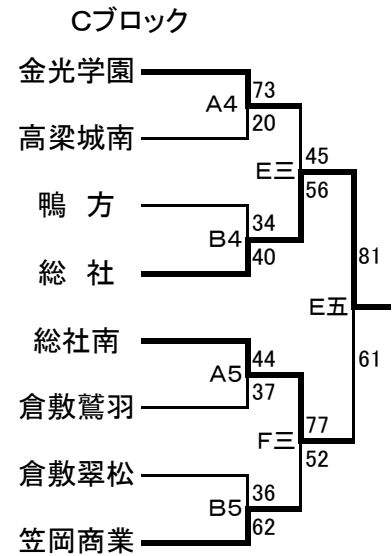 Cブロック
金光学園
73
A4
20
高梁城南
45
E三
56
鴨 方
34
B4
40
総 社
81
E五
61
総社南
44
A5
37
倉敷鷲羽
77
F三
52
倉敷翠松
36
B5
62
笠岡商業